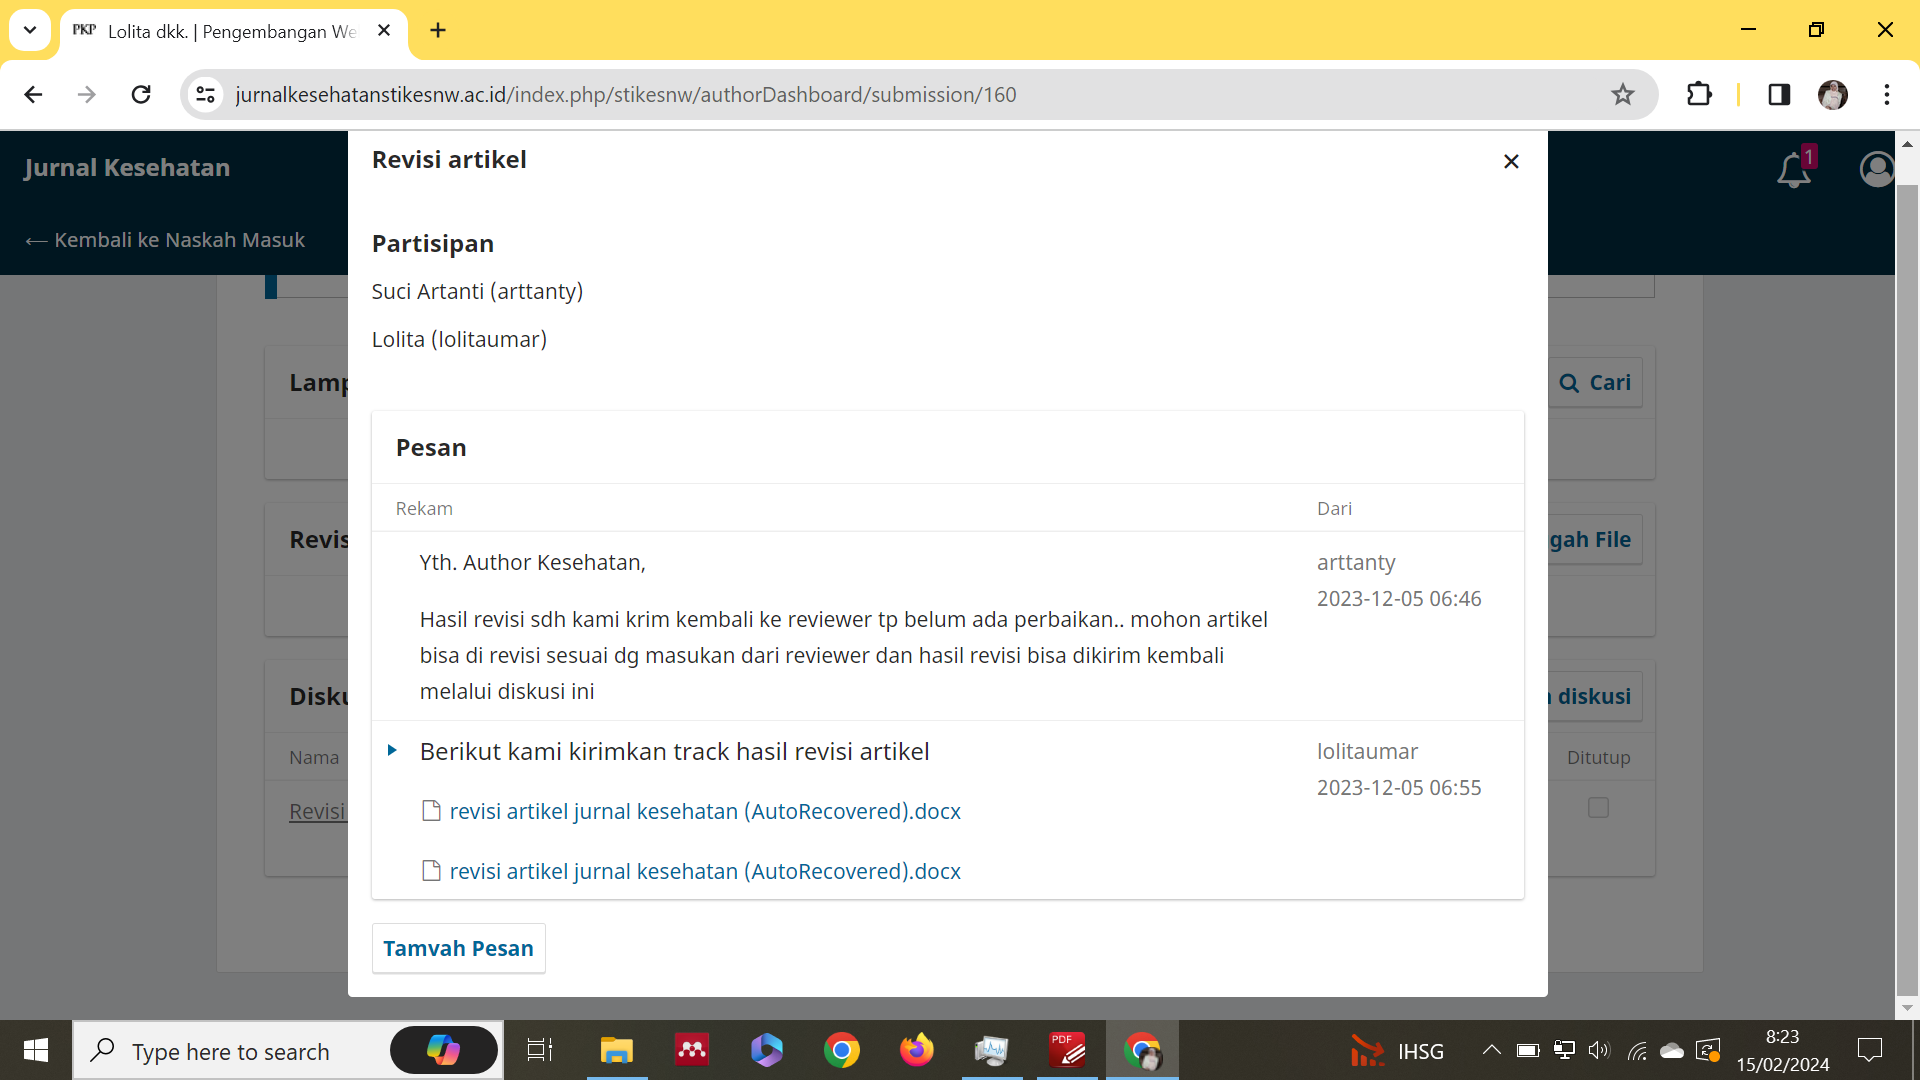 PKP Lolita dkk. | Pengembangan We
jurnalkesehatanstikesnw.ac.id/index.php/stikesnw/authorDashboard/submission/160
Jurnal Kesehatan
1
← Kembali ke Naskah Masuk
Revisi artikel
Partisipan
Suci Artanti (arttanty)
Lolita (lolitaumar)
Lamp
Cari
Pesan
Rekam Dari
Revis
gah File
Yth. Author Kesehatan,
arttanty
2023-12-05 06:46
Hasil revisi sdh kami krim kembali ke reviewer tp belum ada perbaikan.. mohon artikel
bisa di revisi sesuai dg masukan dari reviewer dan hasil revisi bisa dikirim kembali
melalui diskusi ini
Disku
diskusi
Nama
Ditutup
Revisi
Berikut kami kirimkan track hasil revisi artikel
lolitaumar
2023-12-05 06:55
revisi artikel jurnal kesehatan (AutoRecovered).docx
revisi artikel jurnal kesehatan (AutoRecovered).docx
Tamvah Pesan
Type here to search
PDF
IHSG
8:23
15/02/2024